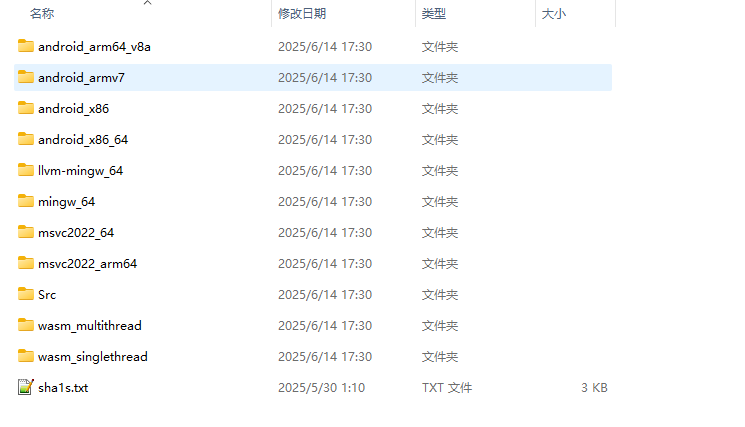 名称 修改日期 类型 大小
android_arm64_v8a 2025/6/14 17:30 文件夹
android_armv7 2025/6/14 17:30 文件夹
android_x86 2025/6/14 17:30 文件夹
android_x86_64 2025/6/14 17:30 文件夹
llvm-mingw_64 2025/6/14 17:30 文件夹
mingw_64 2025/6/14 17:30 文件夹
msvc2022_64 2025/6/14 17:30 文件夹
msvc2022_arm64 2025/6/14 17:30 文件夹
Src 2025/6/14 17:30 文件夹
wasm_multithread 2025/6/14 17:30 文件夹
wasm_singlethread 2025/6/14 17:30 文件夹
sha1s.txt 2025/5/30 1:10 TXT 文件 3 KB